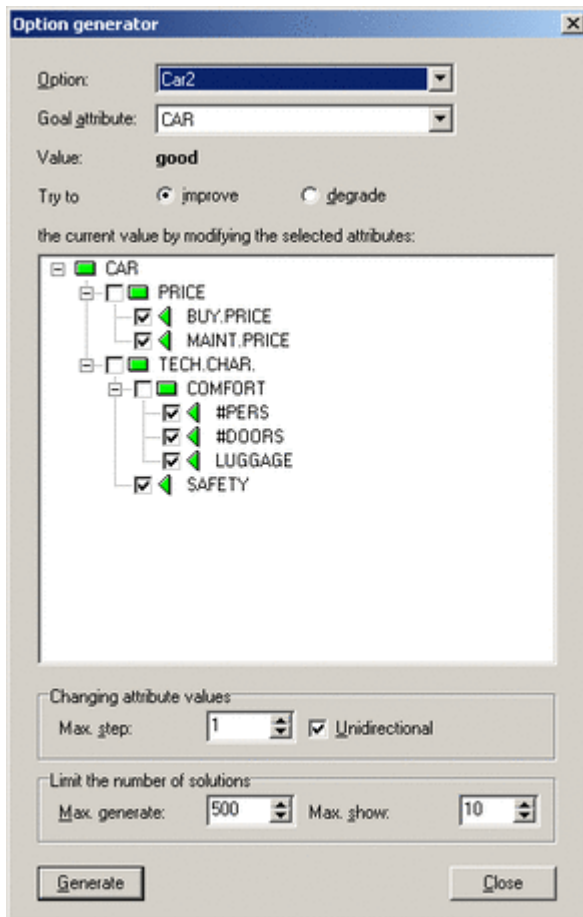 Option generator
Option: Car2
Goal attribute: CAR
Value: good
Try to improve degrade
the current value by modifying the selected attributes:
CAR
PRICE
BUY.PRICE
MAINT.PRICE
TECH.CHAR.
COMFORT
#PERS
#DOORS
LUGGAGE
SAFETY
Changing attribute values
Max. step: 1 Unidirectional
Limit the number of solutions
Max. generate: 500 Max. show: 10
Generate Close